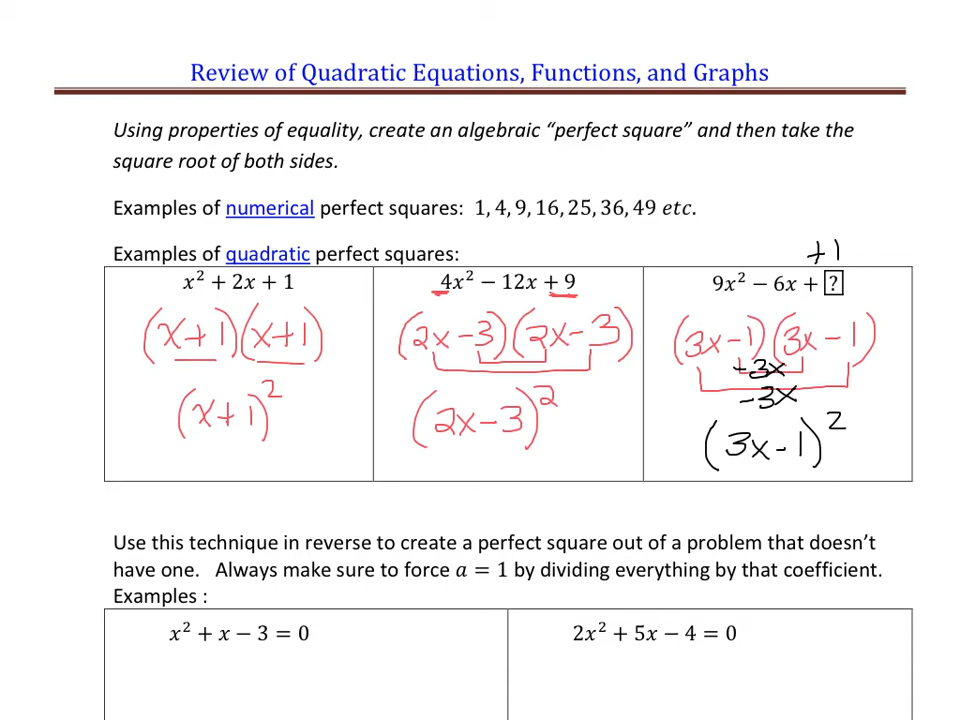 Review of Quadratic Equations, Functions, and Graphs
Using properties of equality, create an algebraic “perfect square” and then take the
square root of both sides.
Examples of numerical perfect squares: 1, 4, 9, 16, 25, 36, 49 etc.
+1
Examples of quadratic perfect squares:
x² + 2x + 1
(x+1)(x+1)
(x+1)²
4x² − 12x + 9
(2x−3)(2x−3)
(2x−3)²
9x² − 6x + ?
(3x−1)(3x−1)
−3x
−3x
(3x−1)²
Use this technique in reverse to create a perfect square out of a problem that doesn’t
have one. Always make sure to force a = 1 by dividing everything by that coefficient.
Examples :
x² + x − 3 = 0
2x² + 5x − 4 = 0